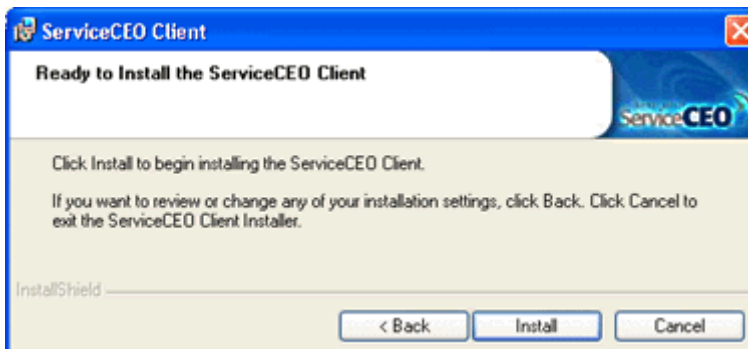 ServiceCEO Client
Ready to Install the ServiceCEO Client
ServiceCEO
Click Install to begin installing the ServiceCEO Client.
If you want to review or change any of your installation settings, click Back. Click Cancel to
exit the ServiceCEO Client Installer.
InstallShield
< Back Install Cancel